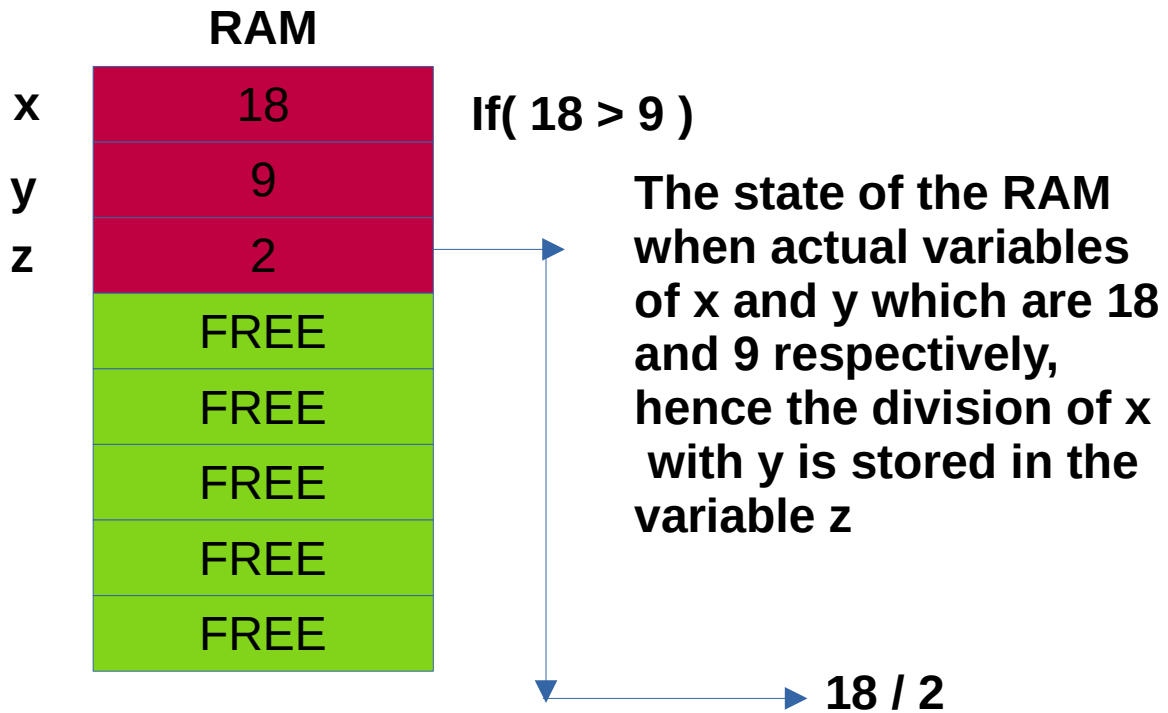 RAM
x 18 If( 18 > 9 )
y 9
z 2
The state of the RAM
when actual variables
of x and y which are 18
and 9 respectively,
hence the division of x
with y is stored in the
variable z
FREE
FREE
FREE
FREE
FREE
18 / 2